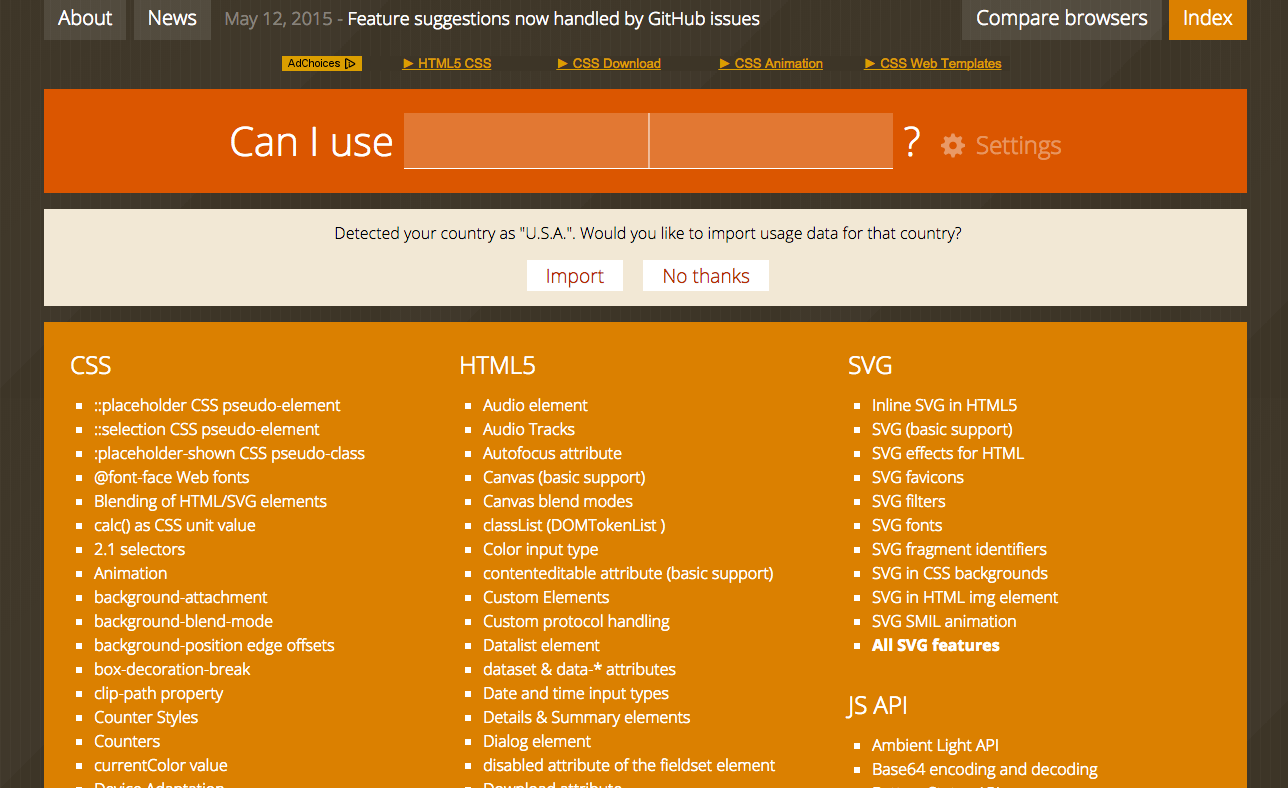 About News May 12, 2015 - Feature suggestions now handled by GitHub issues Compare browsers Index
AdChoices ► HTML5 CSS ► CSS Download ► CSS Animation ► CSS Web Templates
Can I use ? Settings
Detected your country as "U.S.A.". Would you like to import usage data for that country?
Import No thanks
CSS
::placeholder CSS pseudo-element
::selection CSS pseudo-element
:placeholder-shown CSS pseudo-class
@font-face Web fonts
Blending of HTML/SVG elements
calc() as CSS unit value
2.1 selectors
Animation
background-attachment
background-blend-mode
background-position edge offsets
box-decoration-break
clip-path property
Counter Styles
Counters
currentColor value
Device Adaptation
HTML5
Audio element
Audio Tracks
Autofocus attribute
Canvas (basic support)
Canvas blend modes
classList (DOMTokenList )
Color input type
contenteditable attribute (basic support)
Custom Elements
Custom protocol handling
Datalist element
dataset & data-* attributes
Date and time input types
Details & Summary elements
Dialog element
disabled attribute of the fieldset element
Download attribute
SVG
Inline SVG in HTML5
SVG (basic support)
SVG effects for HTML
SVG favicons
SVG filters
SVG fonts
SVG fragment identifiers
SVG in CSS backgrounds
SVG in HTML img element
SVG SMIL animation
All SVG features
JS API
Ambient Light API
Base64 encoding and decoding